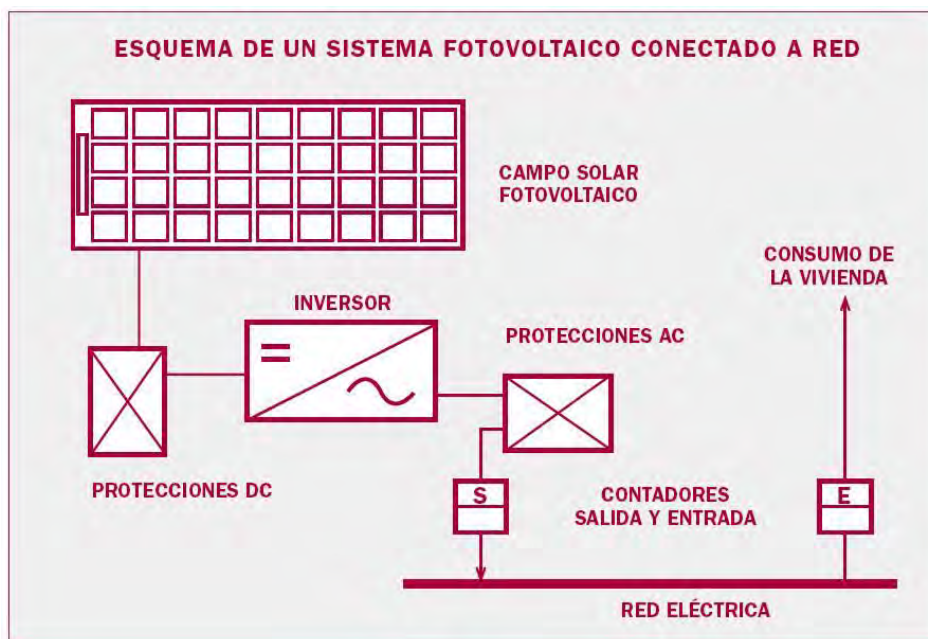 ESQUEMA DE UN SISTEMA FOTOVOLTAICO CONECTADO A RED
CAMPO SOLAR
FOTOVOLTAICO
CONSUMO DE
LA VIVIENDA
INVERSOR
PROTECCIONES AC
PROTECCIONES DC
S
CONTADORES
SALIDA Y ENTRADA
E
RED ELÉCTRICA